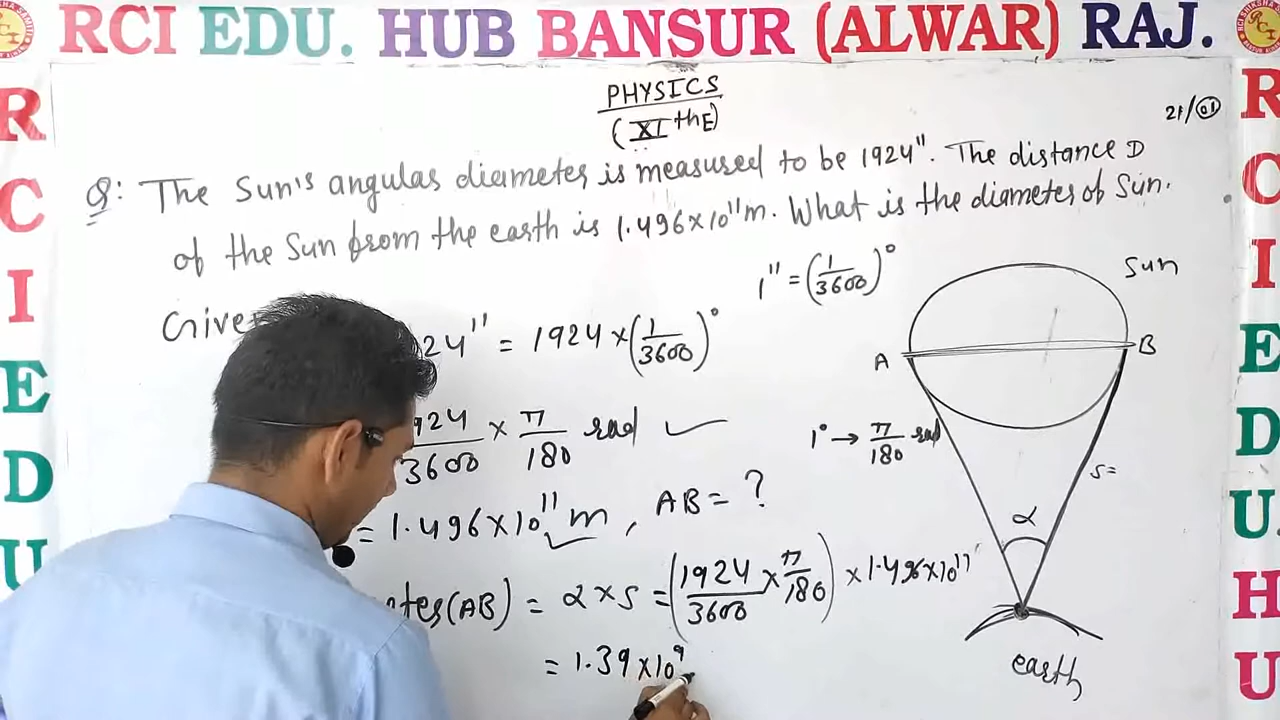 RCI EDU. HUB BANSUR (ALWAR) RAJ.
R
C
I
E
D
U
R
C
I
E
D
U.
H
U
PHYSICS
(XIth E)
21/01
Q: The Sun's angular diameter is measured to be 1924". The distance D
of the Sun from the earth is 1.496×10¹¹m. What is the diameter of Sun.
1" = (1/3600)°
Sun
Give
24" = 1924 × (1/3600)°
A
B
924/3600 × π/180 rad
1° → π/180 rad
S=
= 1.496×10¹¹ m, AB = ?
α
(AB) = α × S = (1924/3600 × π/180) × 1.496×10¹¹
= 1.39×10⁹
earth